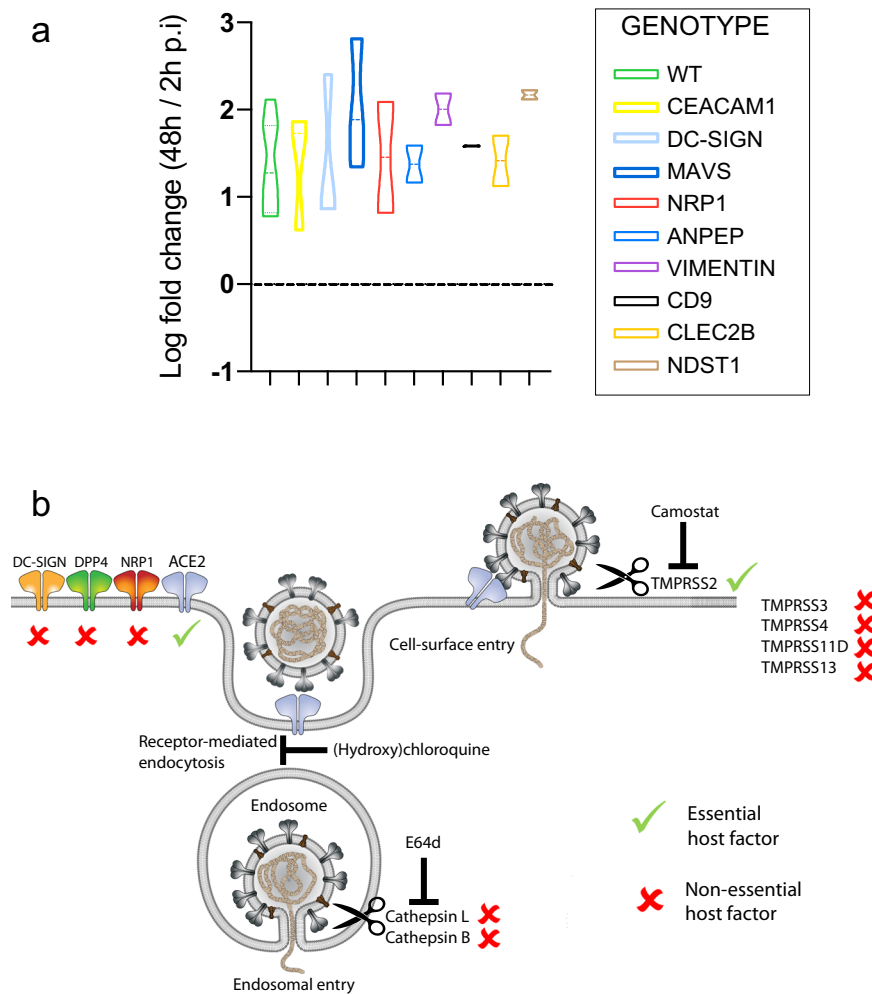 a
Log fold change (48h / 2h p.i)
3
2
1
0
-1
GENOTYPE
WT
CEACAM1
DC-SIGN
MAVS
NRP1
ANPEP
VIMENTIN
CD9
CLEC2B
NDST1
b
DC-SIGN
DPP4
NRP1
ACE2
Camostat
TMPRSS2
TMPRSS3
TMPRSS4
TMPRSS11D
TMPRSS13
Cell-surface entry
Receptor-mediated
endocytosis
(Hydroxy)chloroquine
Endosome
E64d
Cathepsin L
Cathepsin B
Endosomal entry
Essential
host factor
Non-essential
host factor